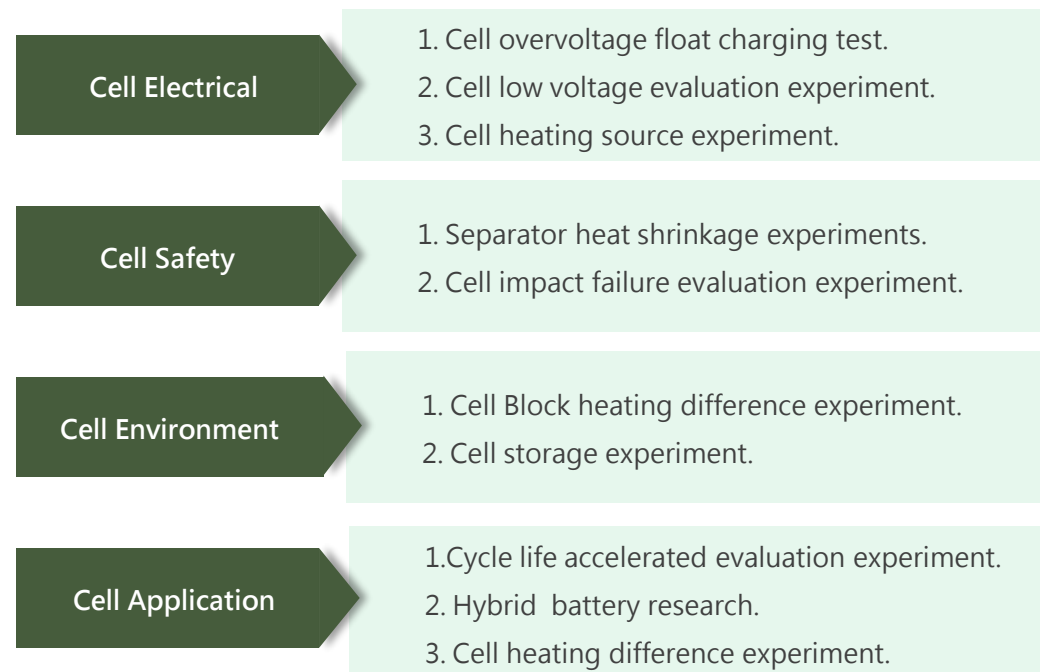 Cell Electrical
1. Cell overvoltage float charging test.
2. Cell low voltage evaluation experiment.
3. Cell heating source experiment.
Cell Safety
1. Separator heat shrinkage experiments.
2. Cell impact failure evaluation experiment.
Cell Environment
1. Cell Block heating difference experiment.
2. Cell storage experiment.
Cell Application
1.Cycle life accelerated evaluation experiment.
2. Hybrid  battery research.
3. Cell heating difference experiment.